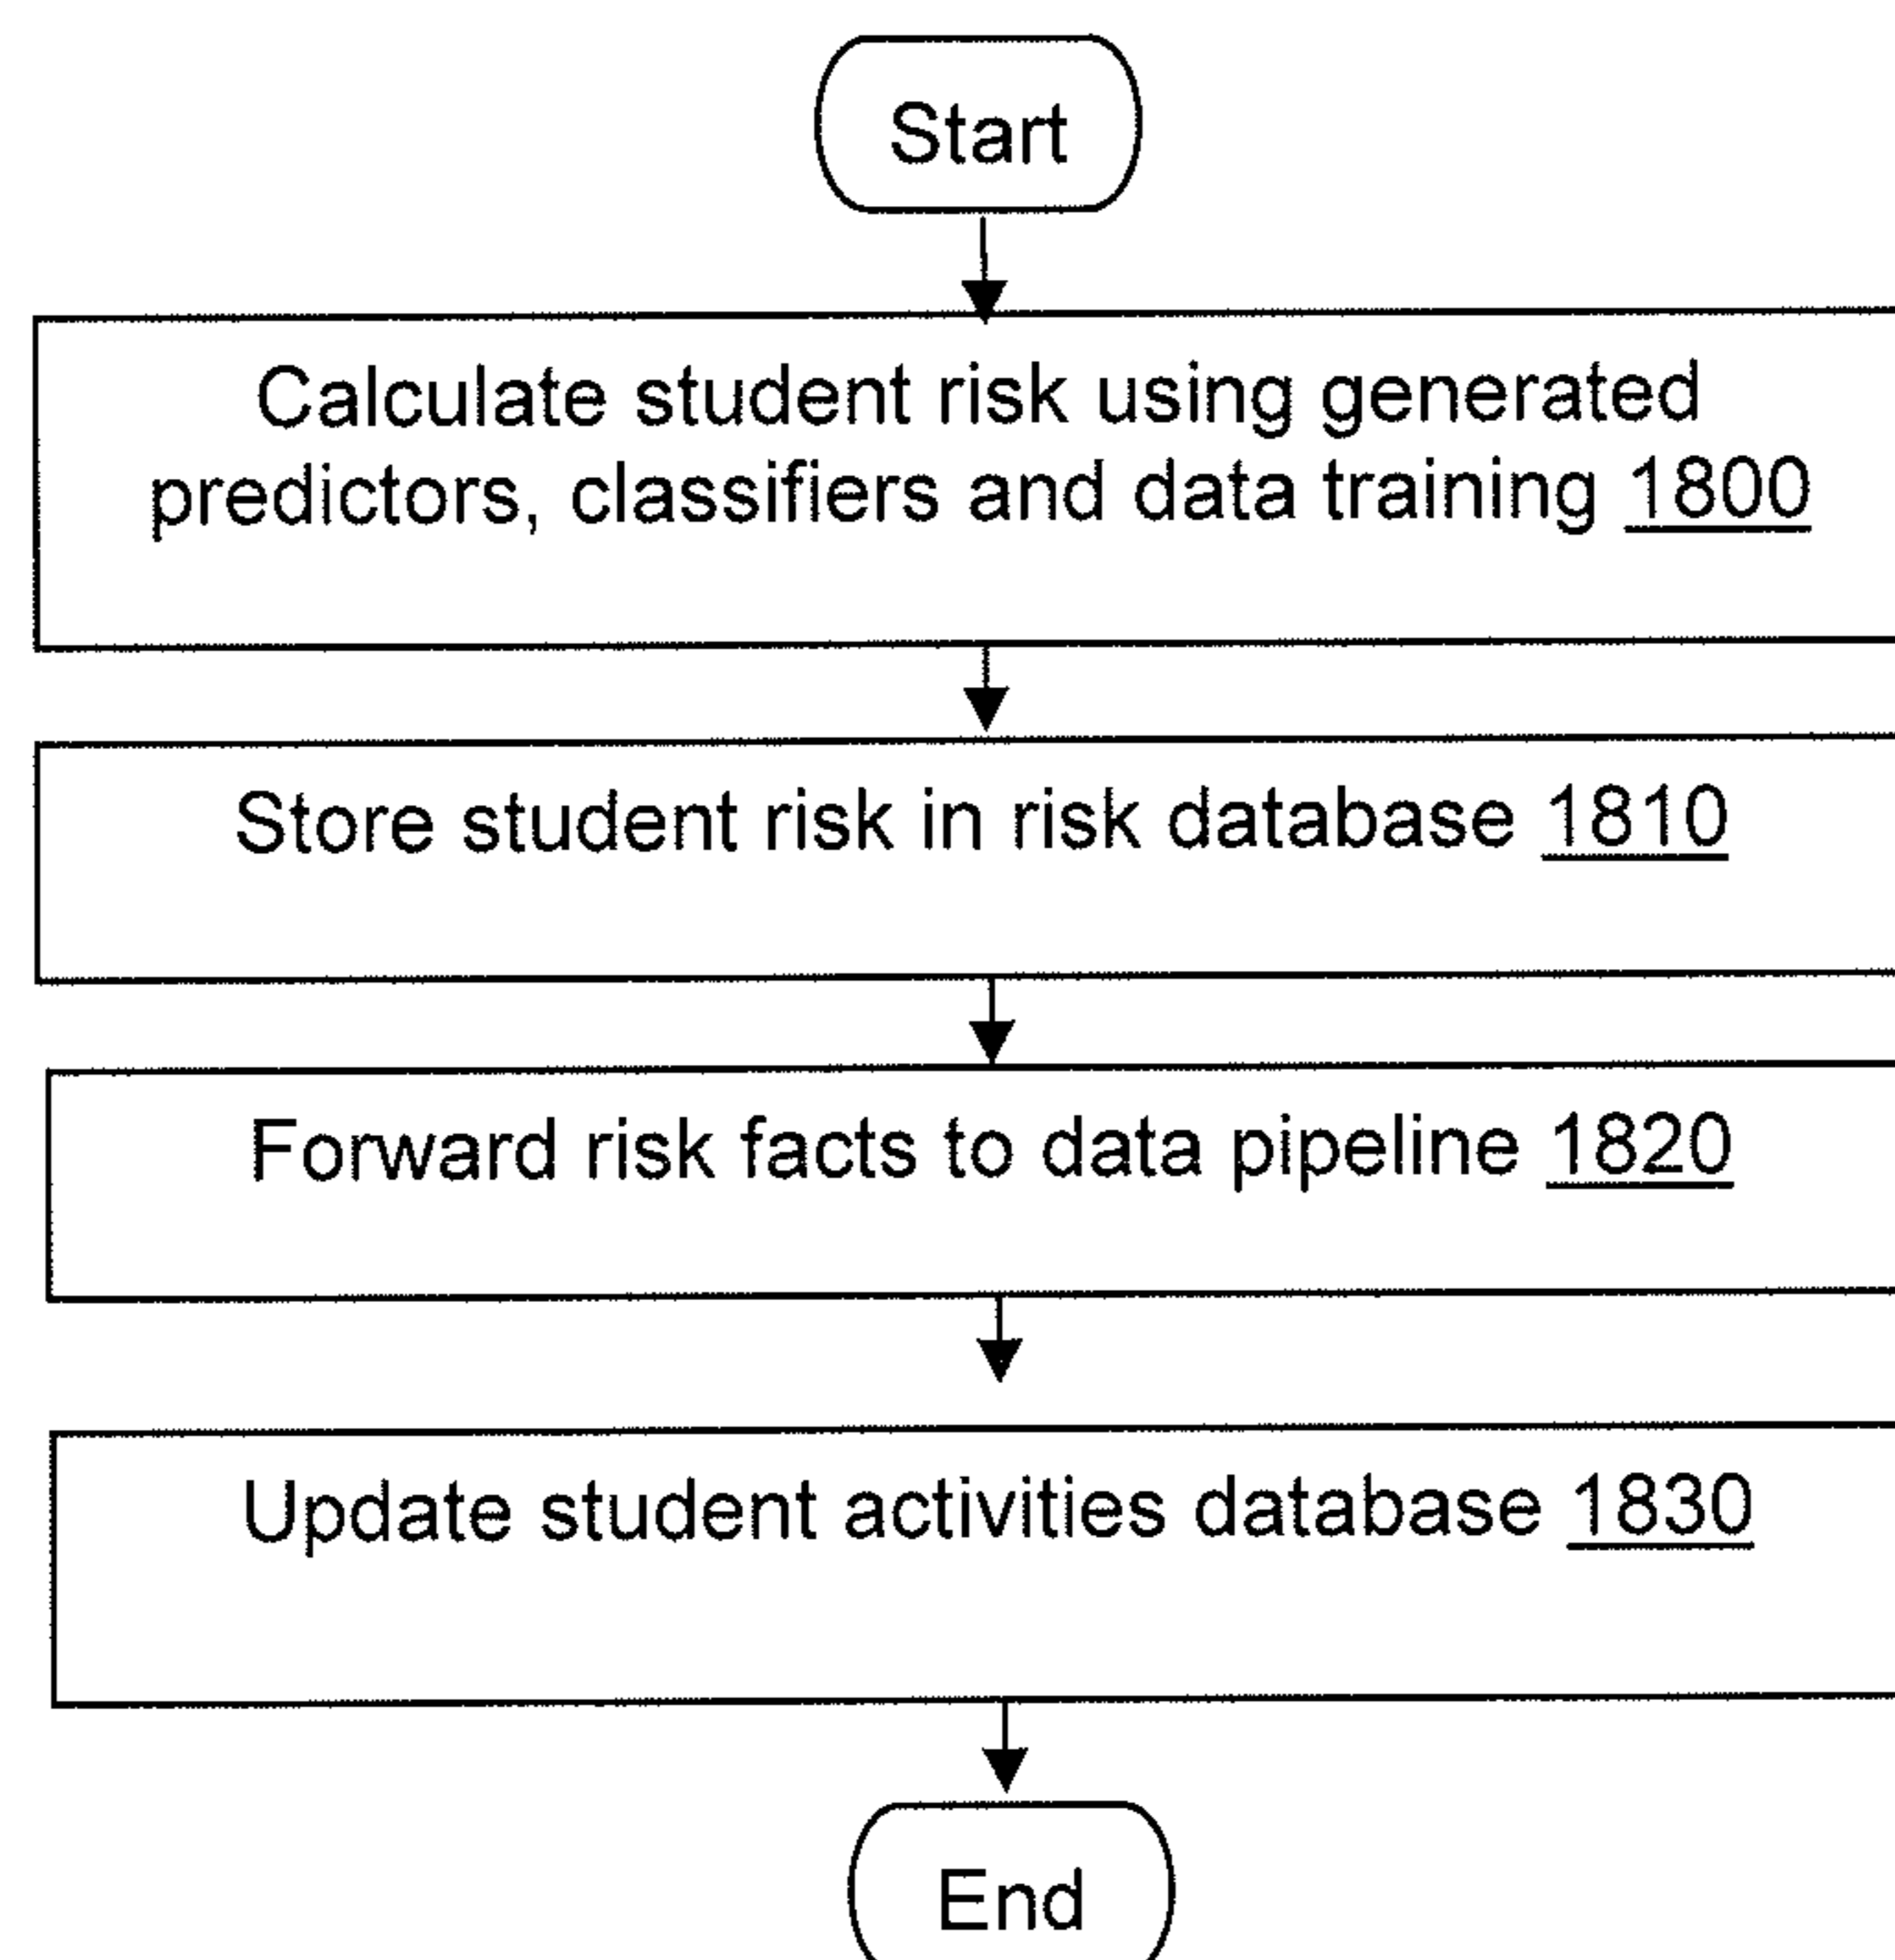 Start
Calculate student risk using generated
predictors, classifiers and data training 1800
Store student risk in risk database 1810
Forward risk facts to data pipeline 1820
Update student activities database 1830
End